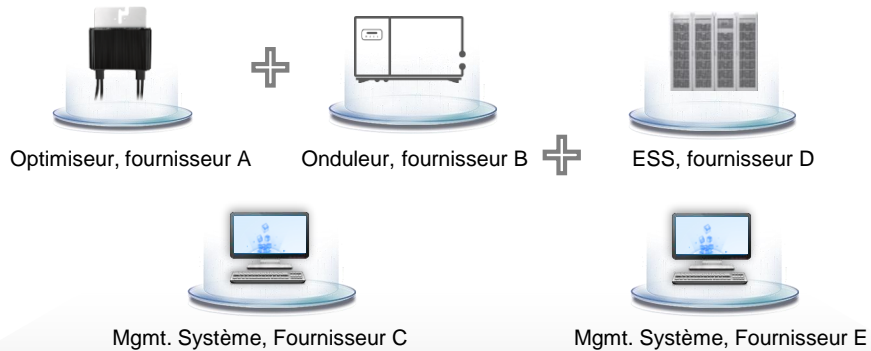 Optimiseur, fournisseur A
Onduleur, fournisseur B
ESS, fournisseur D
Mgmt. Système, Fournisseur C
Mgmt. Système, Fournisseur E